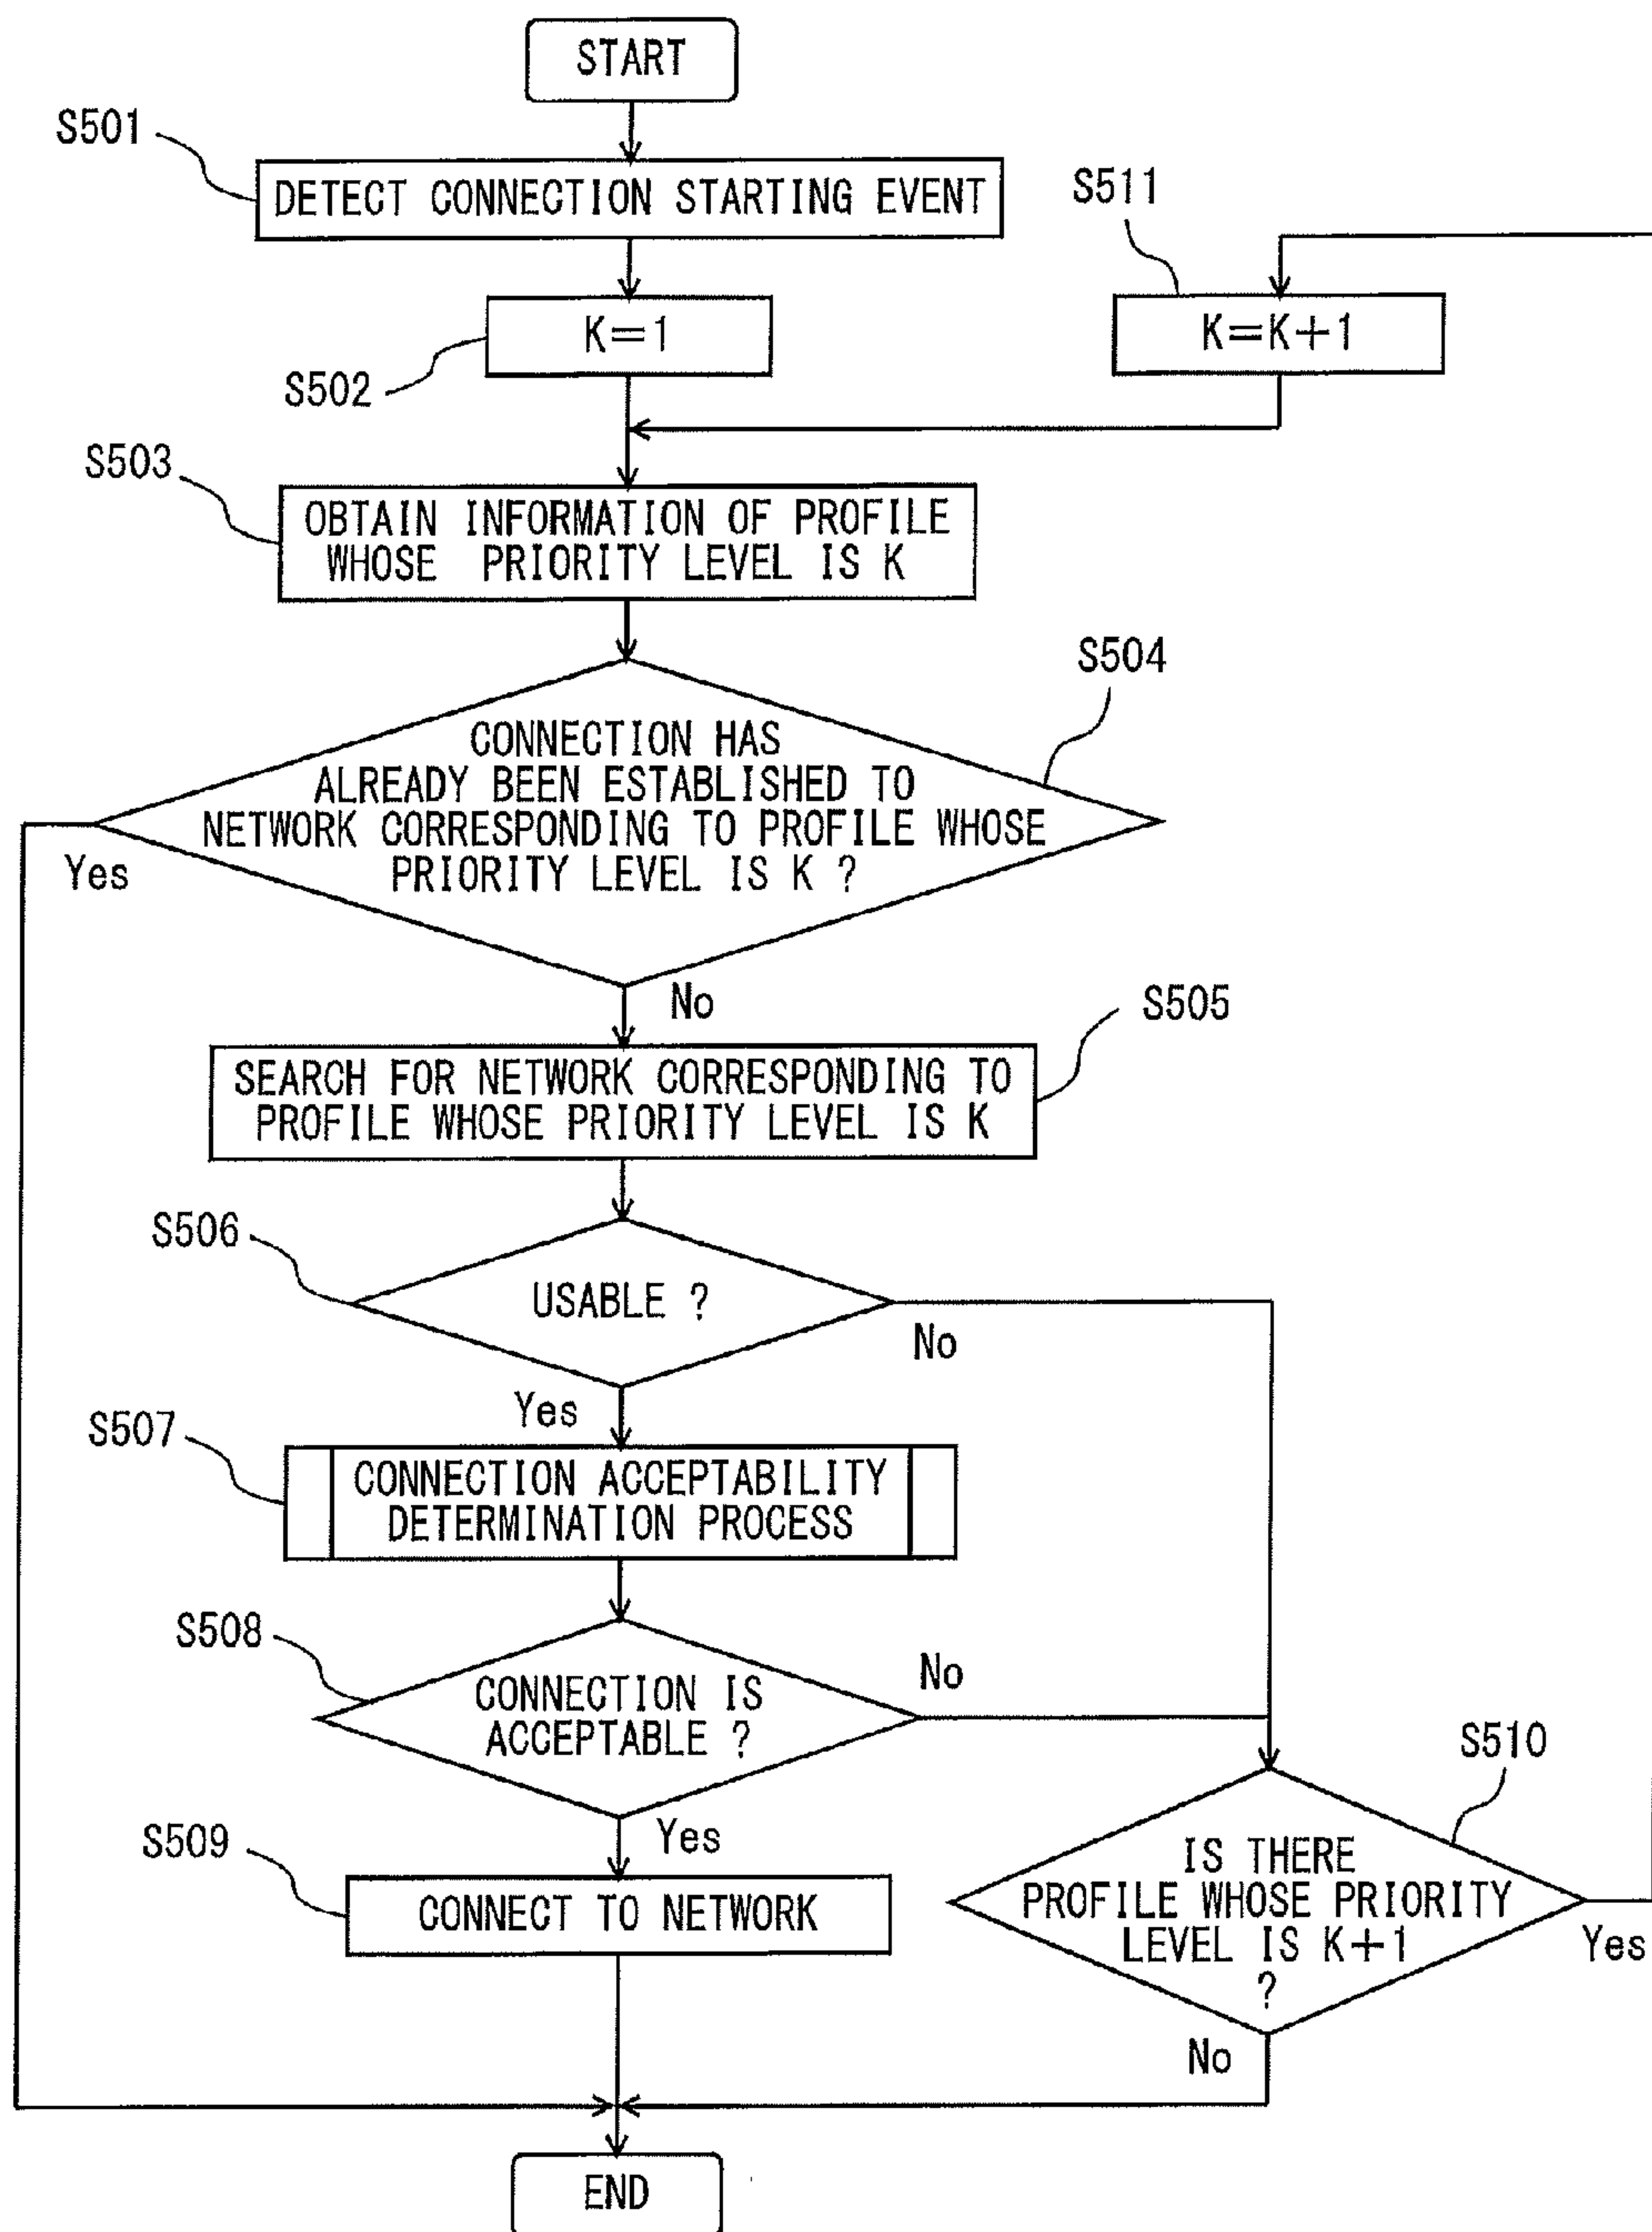 START
S501
DETECT CONNECTION STARTING EVENT
S511
K=1
K=K+1
S502
S503
OBTAIN INFORMATION OF PROFILE
WHOSE PRIORITY LEVEL IS K
S504
CONNECTION HAS
ALREADY BEEN ESTABLISHED TO
NETWORK CORRESPONDING TO PROFILE WHOSE
PRIORITY LEVEL IS K ?
Yes
No
S505
SEARCH FOR NETWORK CORRESPONDING TO
PROFILE WHOSE PRIORITY LEVEL IS K
S506
USABLE ?
No
Yes
S507
CONNECTION ACCEPTABILITY
DETERMINATION PROCESS
S508
No
CONNECTION IS
ACCEPTABLE ?
S510
Yes
S509
CONNECT TO NETWORK
IS THERE
PROFILE WHOSE PRIORITY
LEVEL IS K+1
?
Yes
No
END